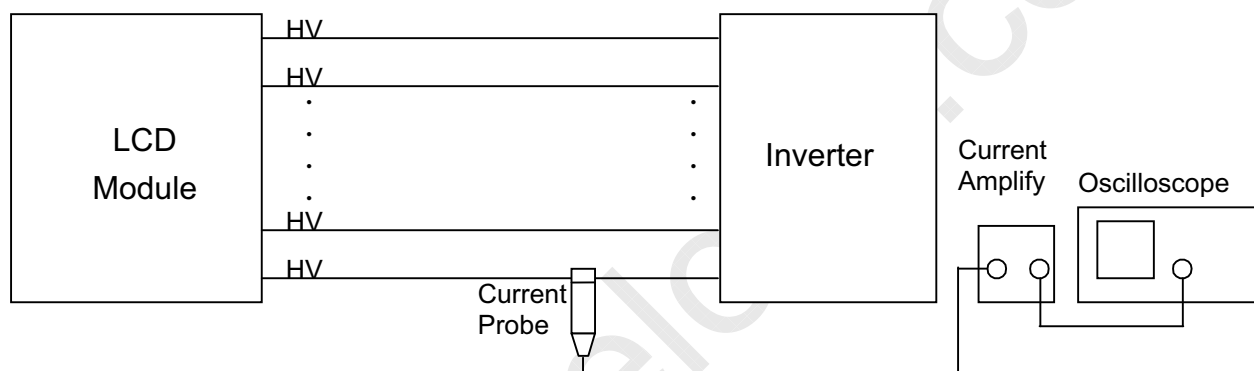 HV
HV
LCD
Module
Inverter
HV
HV
Current
Probe
Current
Amplify
Oscilloscope